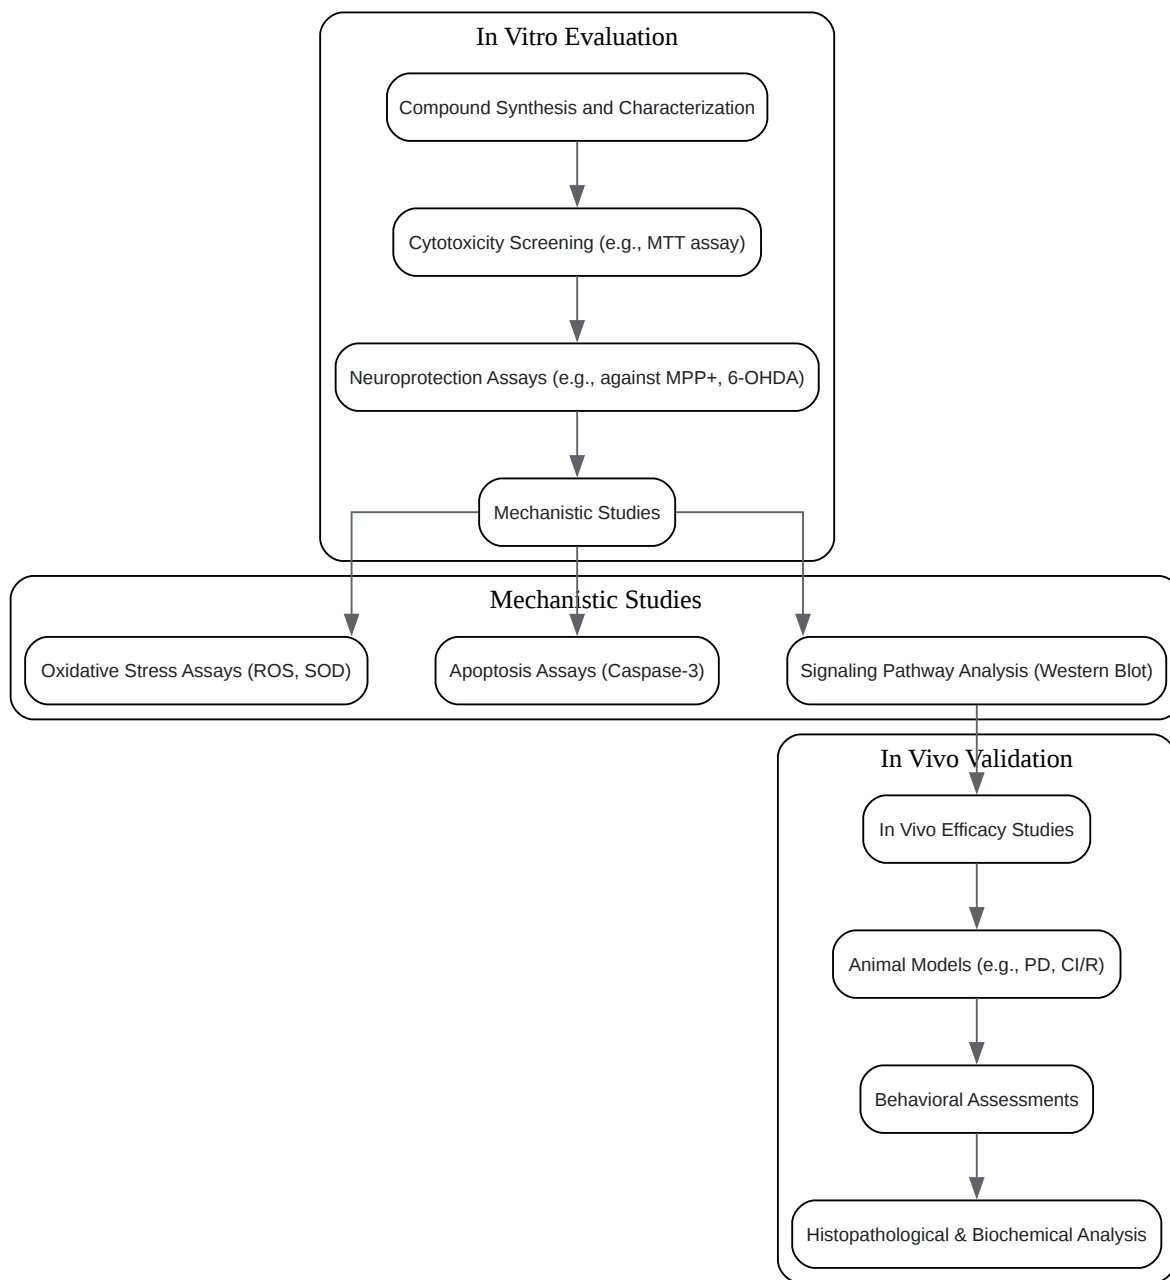 In Vitro Evaluation
Compound Synthesis and Characterization
Cytotoxicity Screening (e.g., MTT assay)
Neuroprotection Assays (e.g., against MPP+, 6-OHDA)
Mechanistic Studies
Mechanistic Studies
Oxidative Stress Assays (ROS, SOD)
Apoptosis Assays (Caspase-3)
Signaling Pathway Analysis (Western Blot)
In Vivo Validation
In Vivo Efficacy Studies
Animal Models (e.g., PD, CI/R)
Behavioral Assessments
Histopathological & Biochemical Analysis